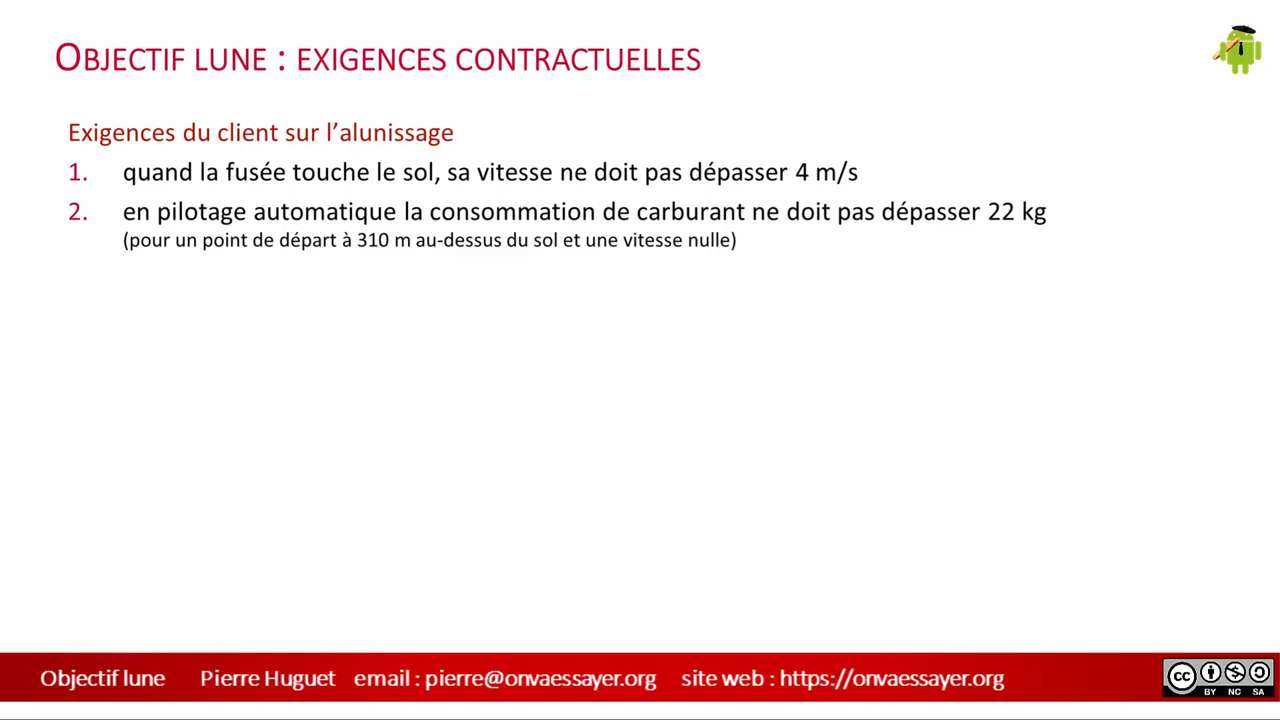 OBJECTIF LUNE : EXIGENCES CONTRACTUELLES
Exigences du client sur l’alunissage
1. quand la fusée touche le sol, sa vitesse ne doit pas dépasser 4 m/s
2. en pilotage automatique la consommation de carburant ne doit pas dépasser 22 kg
(pour un point de départ à 310 m au-dessus du sol et une vitesse nulle)
Objectif lune Pierre Huguet email : pierre@onvaessayer.org site web : https://onvaessayer.org
CC BY NC SA